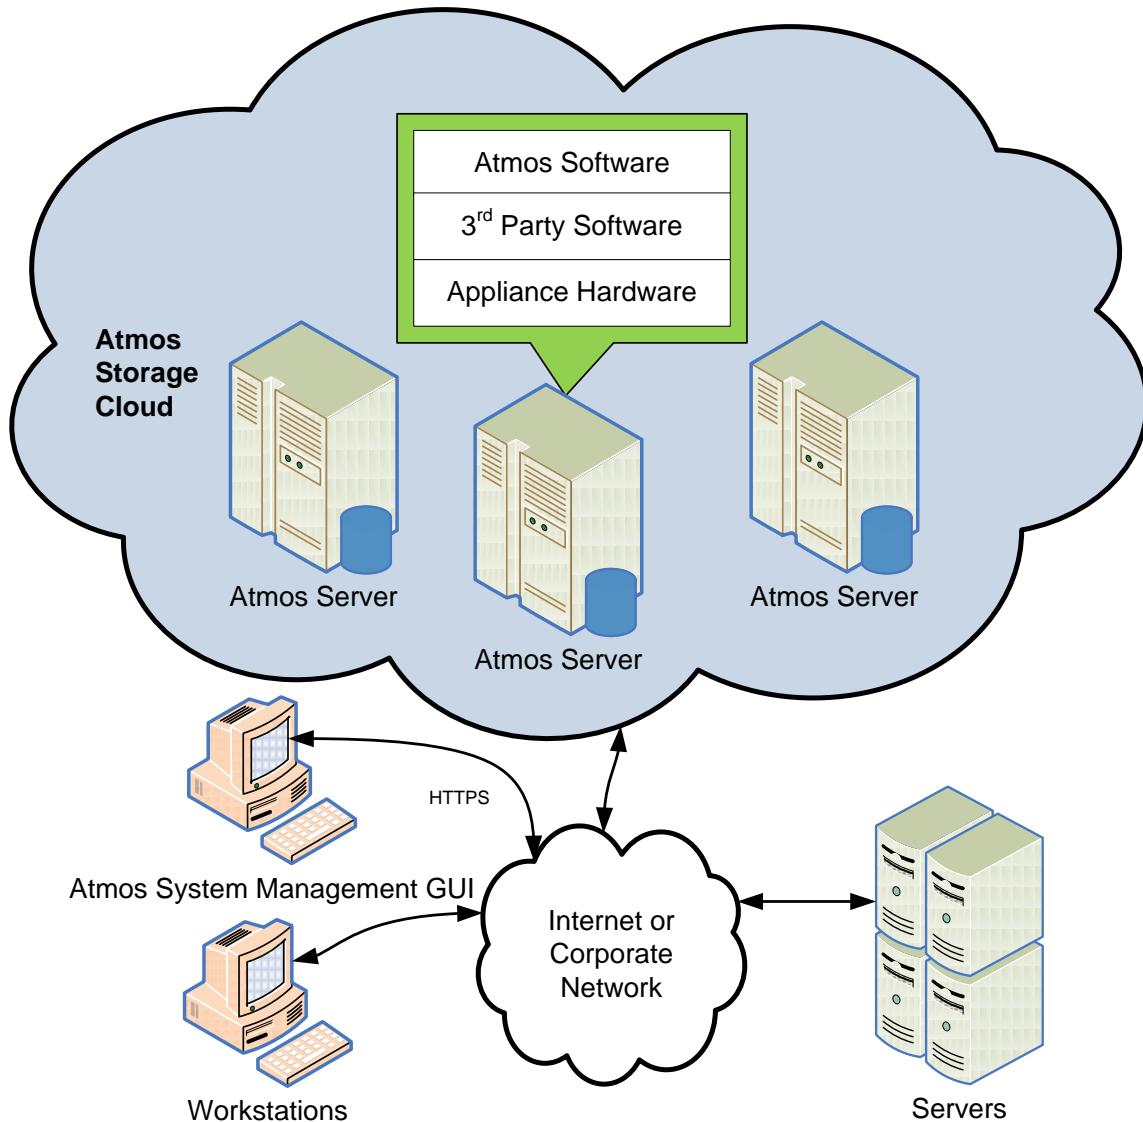 Atmos Software
3rd Party Software
Appliance Hardware
Atmos
Storage
Cloud
Atmos Server
Atmos Server
Atmos Server
HTTPS
Atmos System Management GUI
Internet or
Corporate
Network
Workstations
Servers